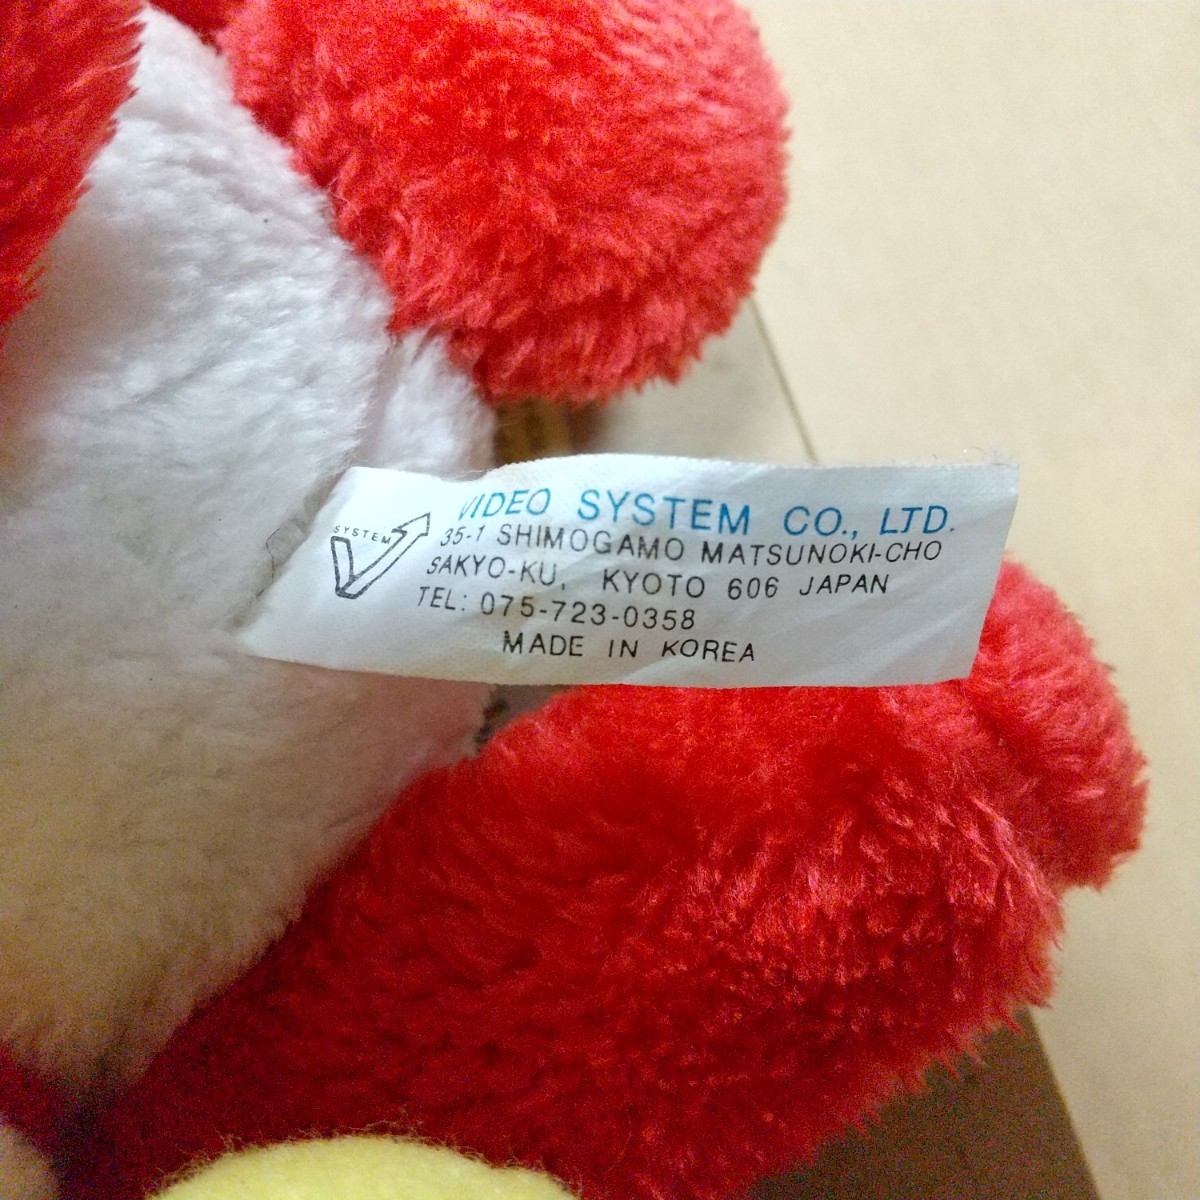 VIDEO SYSTEM CO., LTD.
SYSTEM
35-1 SHIMOGAMO MATSUNOKI-CHO
SAKYO-KU, KYOTO 606 JAPAN
TEL: 075-723-0358
MADE IN KOREA